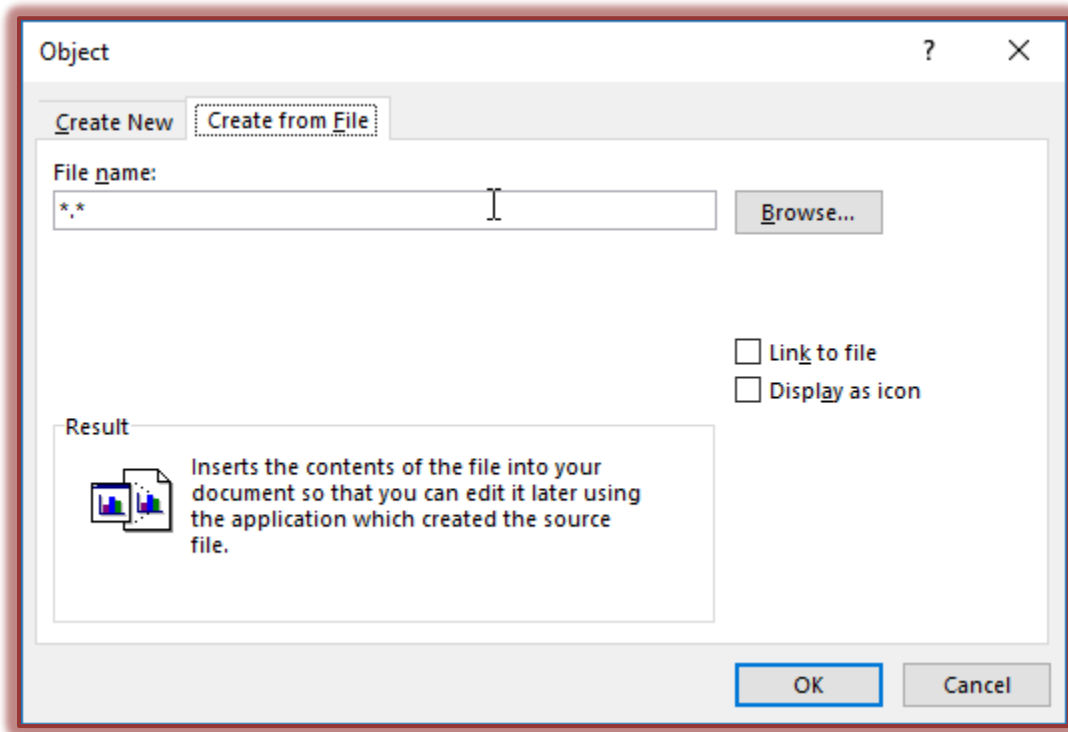 Object
?
Create New
Create from File
File name:
*.*
Browse...
Link to file
Display as icon
Result
Inserts the contents of the file into your
document so that you can edit it later using
the application which created the source
file.
OK
Cancel